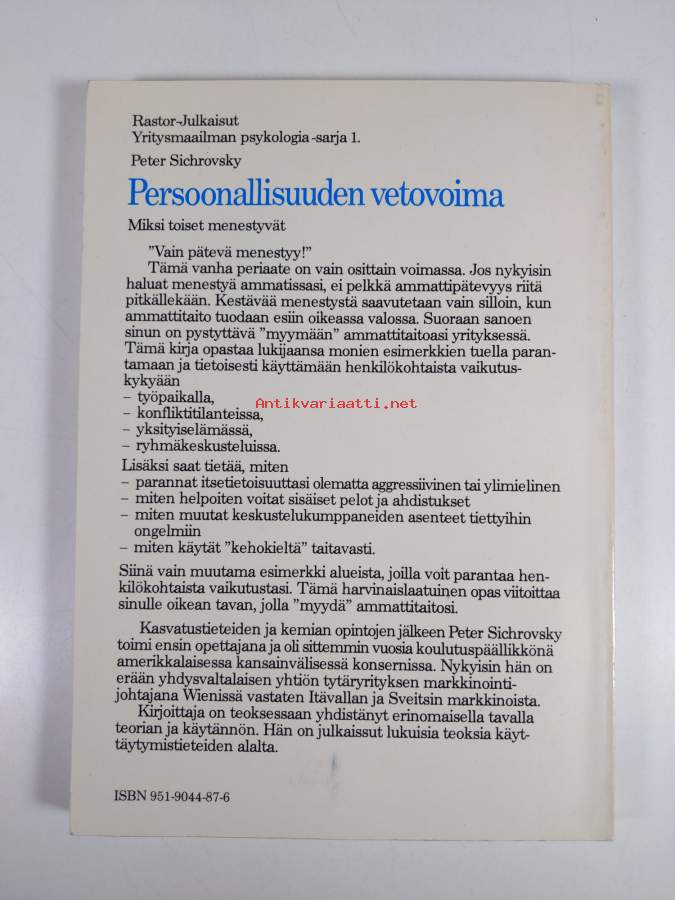 Rastor-Julkaisut
Yritysmaailman psykologia -sarja 1.
Peter Sichrovsky
Persoonallisuuden vetovoima
Miksi toiset menestyvät
”Vain pätevä menestyy!”
Tämä vanha periaate on vain osittain voimassa. Jos nykyisin
haluat menestyä ammatissasi, ei pelkkä ammattipätevyys riitä
pitkällekään. Kestävää menestystä saavutetaan vain silloin, kun
ammattitaito tuodaan esiin oikeassa valossa. Suoraan sanoen
sinun on pystyttävä ”myymään” ammattitaitoasi yrityksessä.
Tämä kirja opastaa lukijaansa monien esimerkkien tuella paran-
tamaan ja tietoisesti käyttämään henkilökohtaista vaikutus-
kykyään
– työpaikalla,
Antikvariaatti.net
– konfliktitilanteissa,
– yksityiselämässä,
– ryhmäkeskusteluissa.
Lisäksi saat tietää, miten
– parannat itsetietoisuuttasi olematta aggressiivinen tai ylimielinen
– miten helpoiten voitat sisäiset pelot ja ahdistukset
– miten muutat keskustelukumppaneiden asenteet tiettyihin
ongelmiin
– miten käytät ”kehokieltä” taitavasti.
Siinä vain muutama esimerkki alueista, joilla voit parantaa hen-
kilökohtaista vaikutustasi. Tämä harvinaislaatuinen opas viitoittaa
sinulle oikean tavan, jolla ”myydä” ammattitaitosi.
Kasvatustieteiden ja kemian opintojen jälkeen Peter Sichrovsky
toimi ensin opettajana ja oli sittemmin vuosia koulutuspäällikkönä
amerikkalaisessa kansainvälisessä konsernissa. Nykyisin hän on
erään yhdysvaltalaisen yhtiön tytäryrityksen markkinointi-
johtajana Wienissä vastaten Itävallan ja Sveitsin markkinoista.
Kirjoittaja on teoksessaan yhdistänyt erinomaisella tavalla
teorian ja käytännön. Hän on julkaissut lukuisia teoksia käyt-
täytymistieteiden alalta.
ISBN 951-9044-87-6